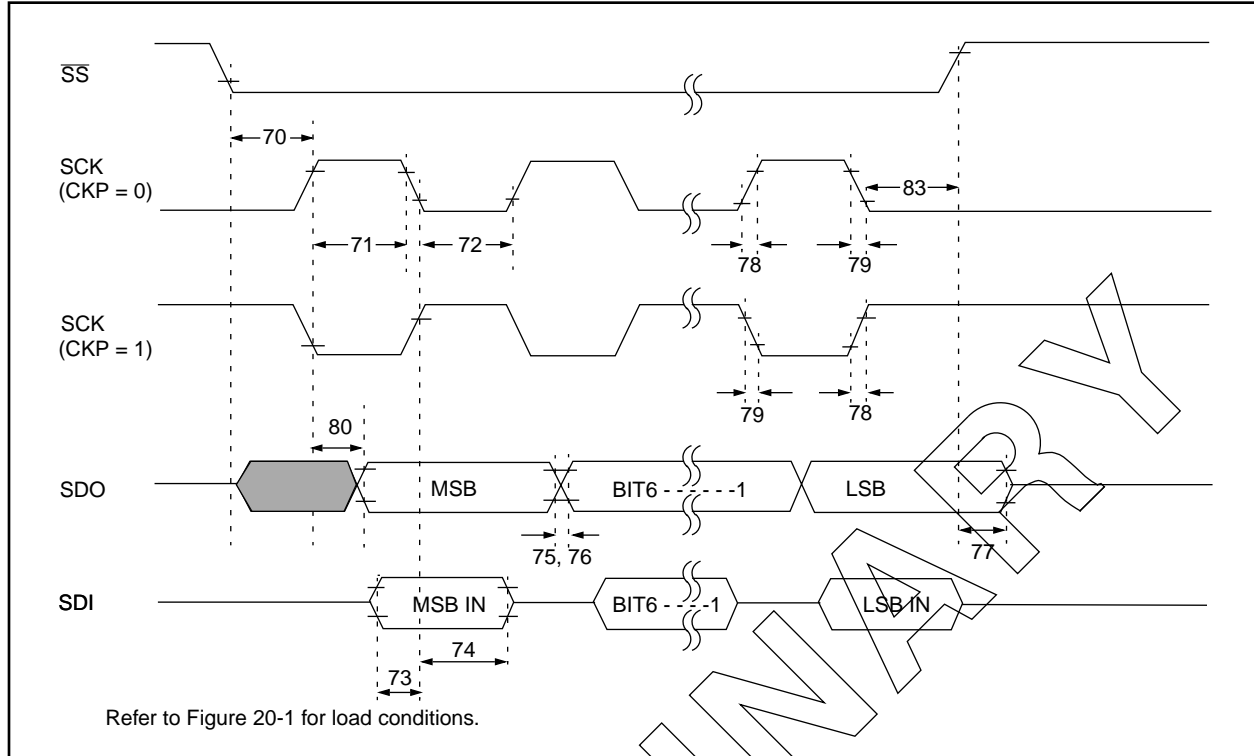 SS
70
SCK
(CKP = 0)
83
71
72
78
79
SCK
(CKP = 1)
79
78
80
SDO
MSB
BIT6 - - - - - -1
LSB
75, 76
77
SDI
MSB IN
BIT6 - - - -1
LSB IN
74
73
Refer to Figure 20-1 for load conditions.
INARY